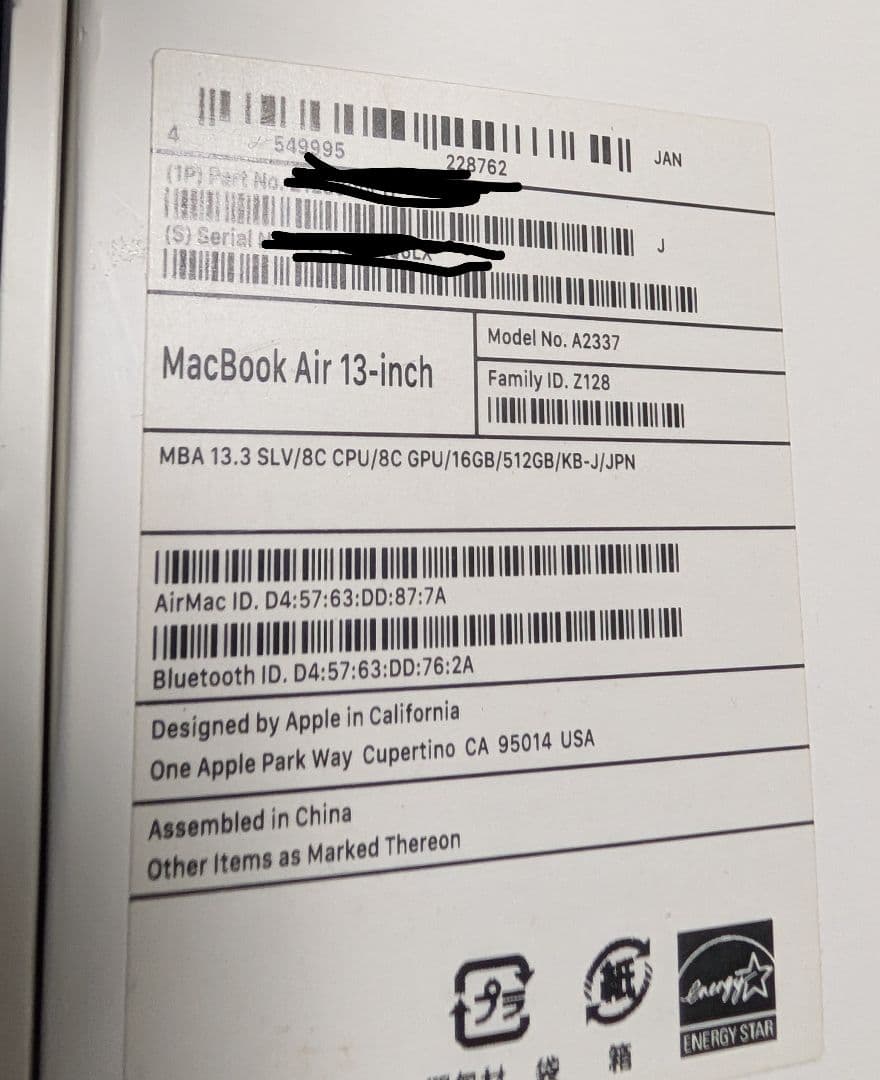 4 549995 228762 JAN
(1P) Part No.
J
(S) Serial
MacBook Air 13-inch
Model No. A2337
Family ID. Z128
MBA 13.3 SLV/8C CPU/8C GPU/16GB/512GB/KB-J/JPN
AirMac ID. D4:57:63:DD:87:7A
Bluetooth ID. D4:57:63:DD:76:2A
Designed by Apple in California
One Apple Park Way Cupertino CA 95014 USA
Assembled in China
Other Items as Marked Thereon
プラ
紙
energy
ENERGY STAR
袋
箱